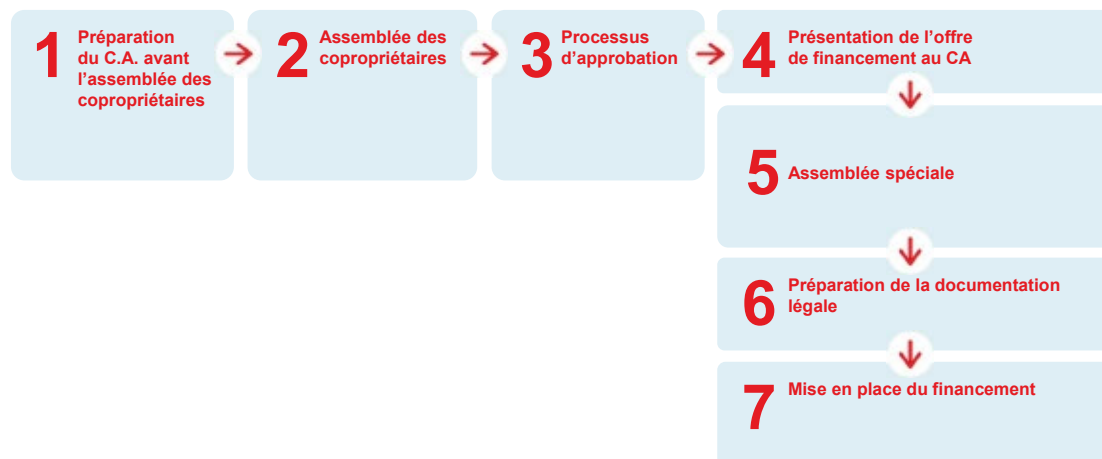 1
Préparation
du C.A. avant
l'assemblée des
copropriétaires
2
Assemblée des
copropriétaires
3
Processus
d'approbation
4
Présentation de l'offre
de financement au CA
5
Assemblée spéciale
6
Préparation de la documentation
légale
7
Mise en place du financement